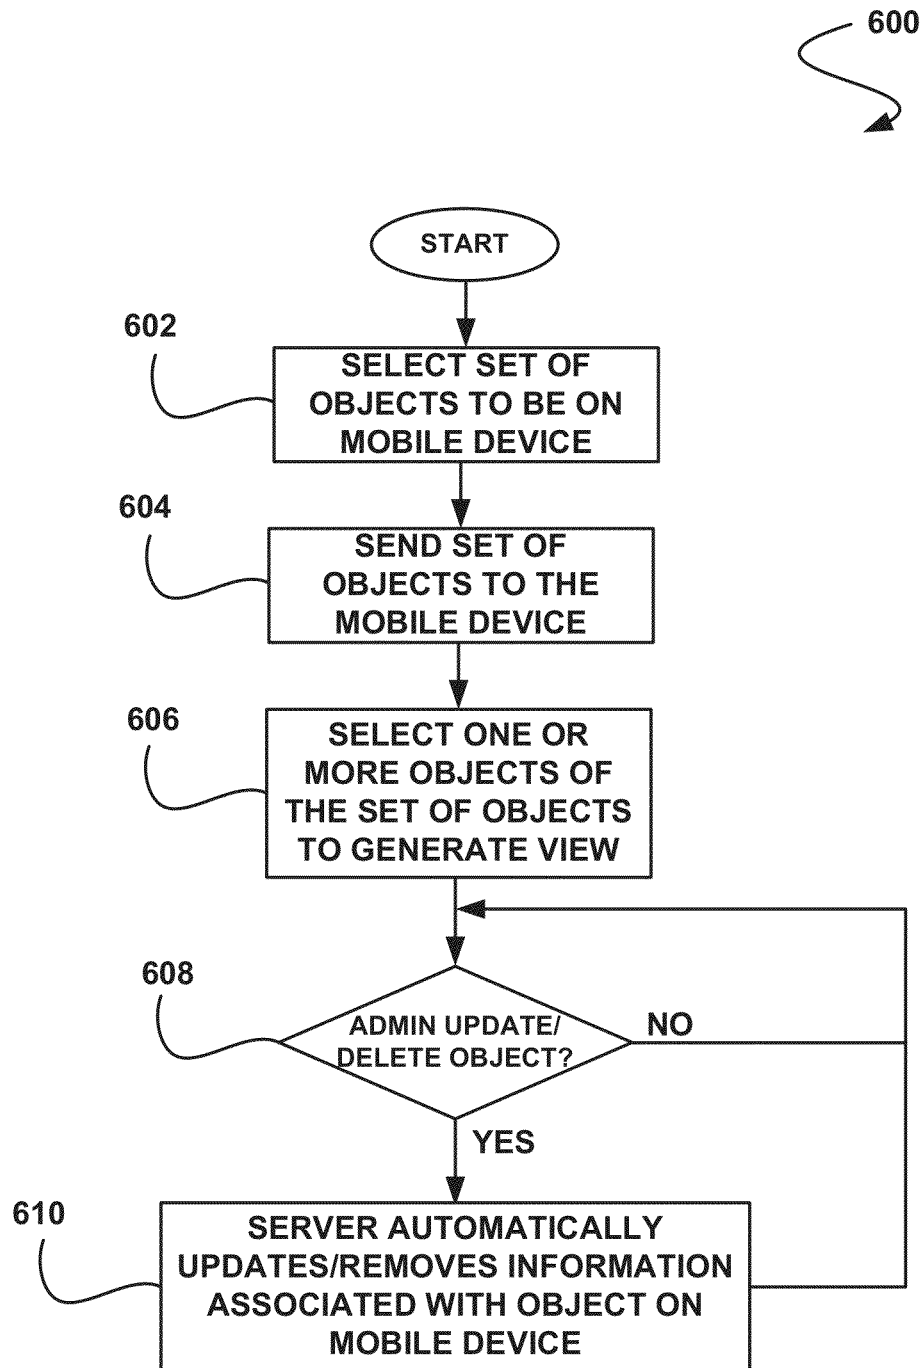 600
START
602
SELECT SET OF
OBJECTS TO BE ON
MOBILE DEVICE
604
SEND SET OF
OBJECTS TO THE
MOBILE DEVICE
606
SELECT ONE OR
MORE OBJECTS OF
THE SET OF OBJECTS
TO GENERATE VIEW
608
ADMIN UPDATE/
DELETE OBJECT?
NO
YES
610
SERVER AUTOMATICALLY
UPDATES/REMOVES INFORMATION
ASSOCIATED WITH OBJECT ON
MOBILE DEVICE